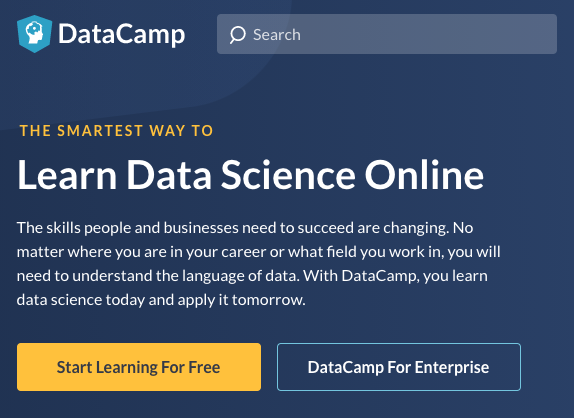 DataCamp
Search
THE SMARTEST WAY TO
Learn Data Science Online
The skills people and businesses need to succeed are changing. No
matter where you are in your career or what field you work in, you will
need to understand the language of data. With DataCamp, you learn
data science today and apply it tomorrow.
Start Learning For Free
DataCamp For Enterprise